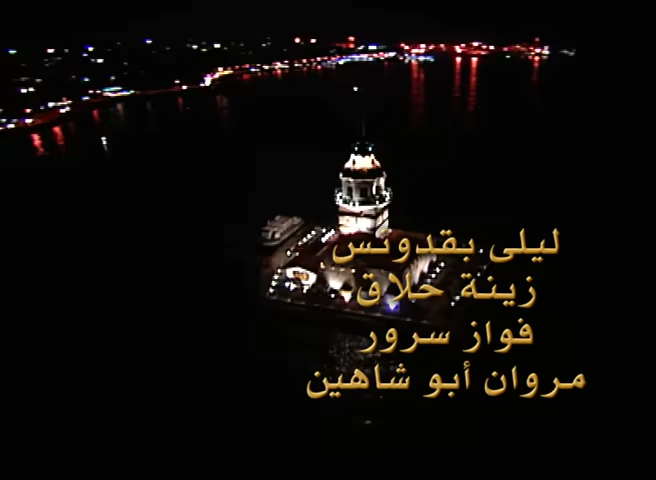 ليلى بقدونس
زينة حلاق
فواز سرور
مروان أبو شاهين